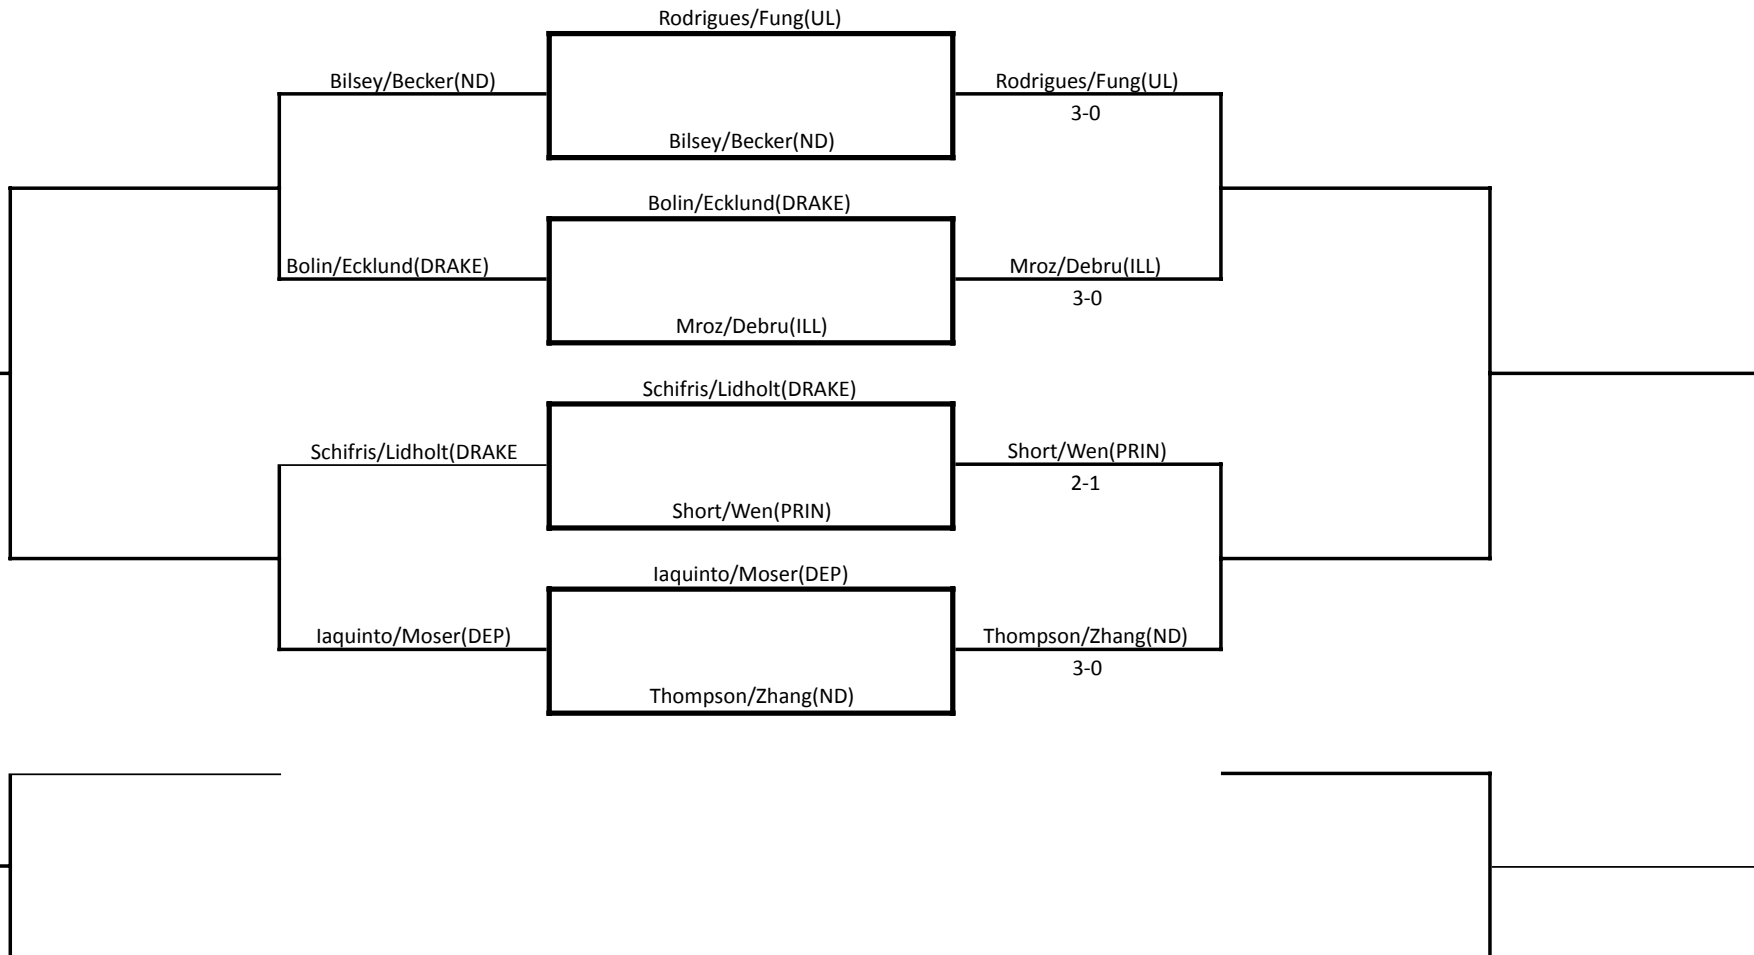 Rodrigues/Fung(UL)
Bilsey/Becker(ND)
Rodrigues/Fung(UL)
3-0
Bilsey/Becker(ND)
Bolin/Ecklund(DRAKE)
Bolin/Ecklund(DRAKE)
Mroz/Debru(ILL)
3-0
Mroz/Debru(ILL)
Schifris/Lidholt(DRAKE)
Schifris/Lidholt(DRAKE
Short/Wen(PRIN)
2-1
Short/Wen(PRIN)
Iaquinto/Moser(DEP)
Iaquinto/Moser(DEP)
Thompson/Zhang(ND)
3-0
Thompson/Zhang(ND)